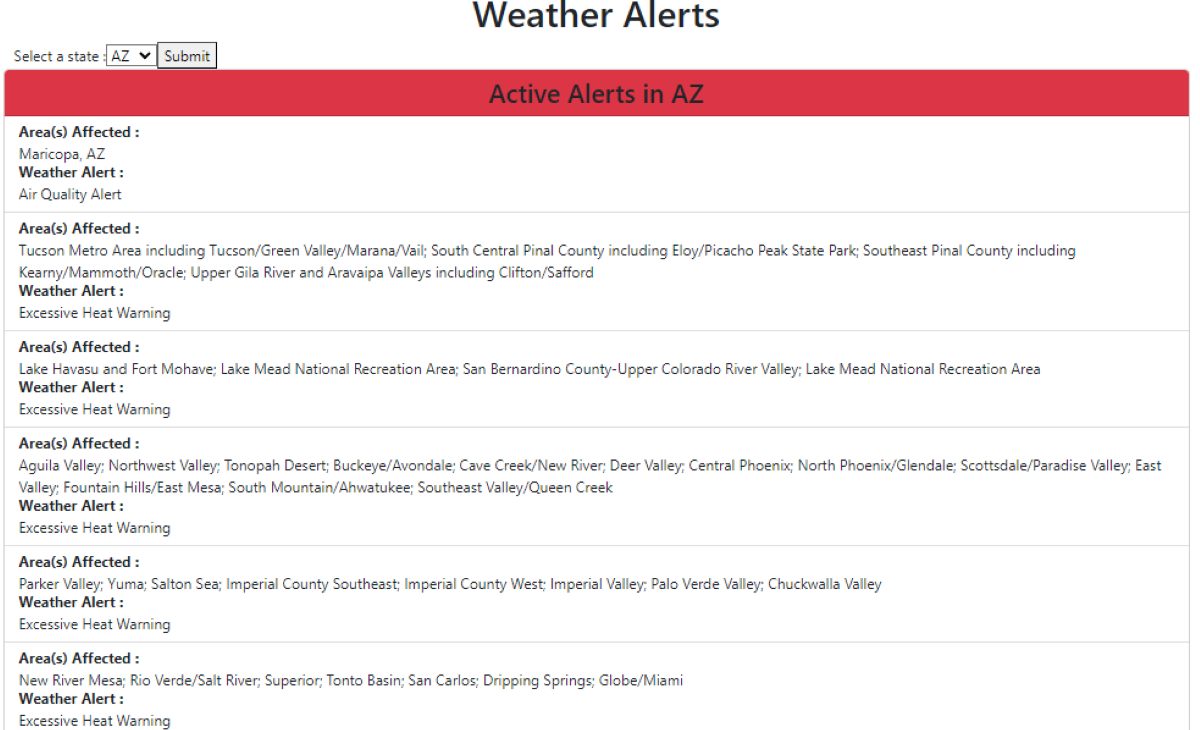 Weather Alerts
Select a state : AZ Submit
Active Alerts in AZ
Area(s) Affected :
Maricopa, AZ
Weather Alert :
Air Quality Alert
Area(s) Affected :
Tucson Metro Area including Tucson/Green Valley/Marana/Vail; South Central Pinal County including Eloy/Picacho Peak State Park; Southeast Pinal County including
Kearny/Mammoth/Oracle; Upper Gila River and Aravaipa Valleys including Clifton/Safford
Weather Alert :
Excessive Heat Warning
Area(s) Affected :
Lake Havasu and Fort Mohave; Lake Mead National Recreation Area; San Bernardino County-Upper Colorado River Valley; Lake Mead National Recreation Area
Weather Alert :
Excessive Heat Warning
Area(s) Affected :
Aguila Valley; Northwest Valley; Tonopah Desert; Buckeye/Avondale; Cave Creek/New River; Deer Valley; Central Phoenix; North Phoenix/Glendale; Scottsdale/Paradise Valley; East
Valley; Fountain Hills/East Mesa; South Mountain/Ahwatukee; Southeast Valley/Queen Creek
Weather Alert :
Excessive Heat Warning
Area(s) Affected :
Parker Valley; Yuma; Salton Sea; Imperial County Southeast; Imperial County West; Imperial Valley; Palo Verde Valley; Chuckwalla Valley
Weather Alert :
Excessive Heat Warning
Area(s) Affected :
New River Mesa; Rio Verde/Salt River; Superior; Tonto Basin; San Carlos; Dripping Springs; Globe/Miami
Weather Alert :
Excessive Heat Warning